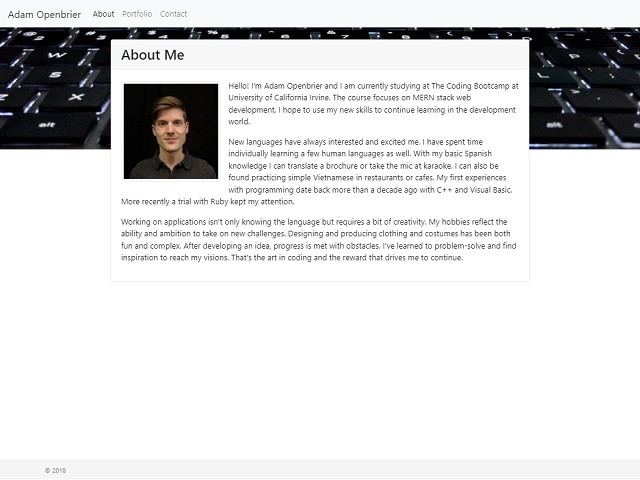 Adam Openbrier About Portfolio Contact
About Me
Hello! I'm Adam Openbrier and I am currently studying at The Coding Bootcamp at
University of California Irvine. The course focuses on MERN stack web
development. I hope to use my new skills to continue learning in the development
world.
New languages have always interested and excited me. I have spent time
individually learning a few human languages as well. With my basic Spanish
knowledge I can translate a brochure or take the mic at karaoke. I can also be
found practicing simple Vietnamese in restaurants or cafes. My first experiences
with programming date back more than a decade ago with C++ and Visual Basic.
More recently a trial with Ruby kept my attention.
Working on applications isn't only knowing the language but requires a bit of creativity. My hobbies reflect the
ability and ambition to take on new challenges. Designing and producing clothing and costumes has been both
fun and complex. After developing an idea, progress is met with obstacles. I've learned to problem-solve and find
inspiration to reach my visions. That's the art in coding and the reward that drives me to continue.
© 2018